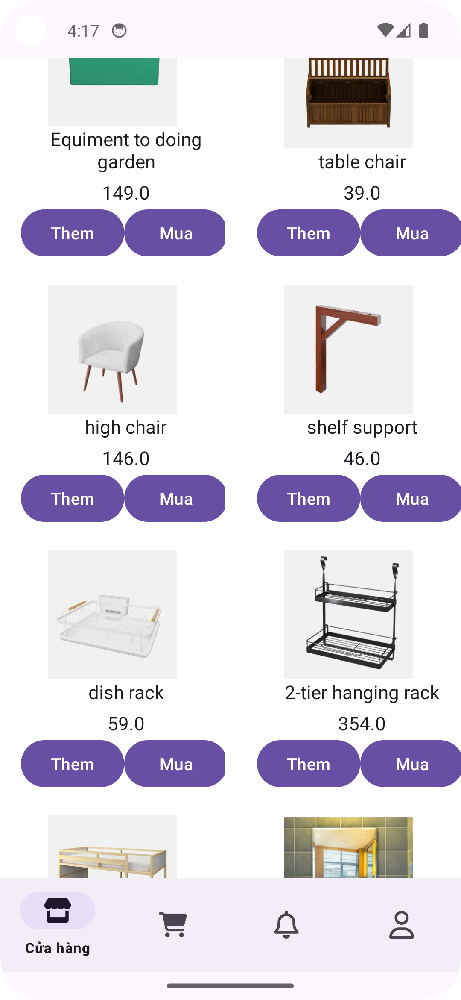 4:17
Equiment to doing
garden
table chair
149.0
39.0
Them
Mua
Them
Mua
high chair
shelf support
146.0
46.0
Them
Mua
Them
Mua
dish rack
2-tier hanging rack
59.0
354.0
Them
Mua
Them
Mua
Cửa hàng